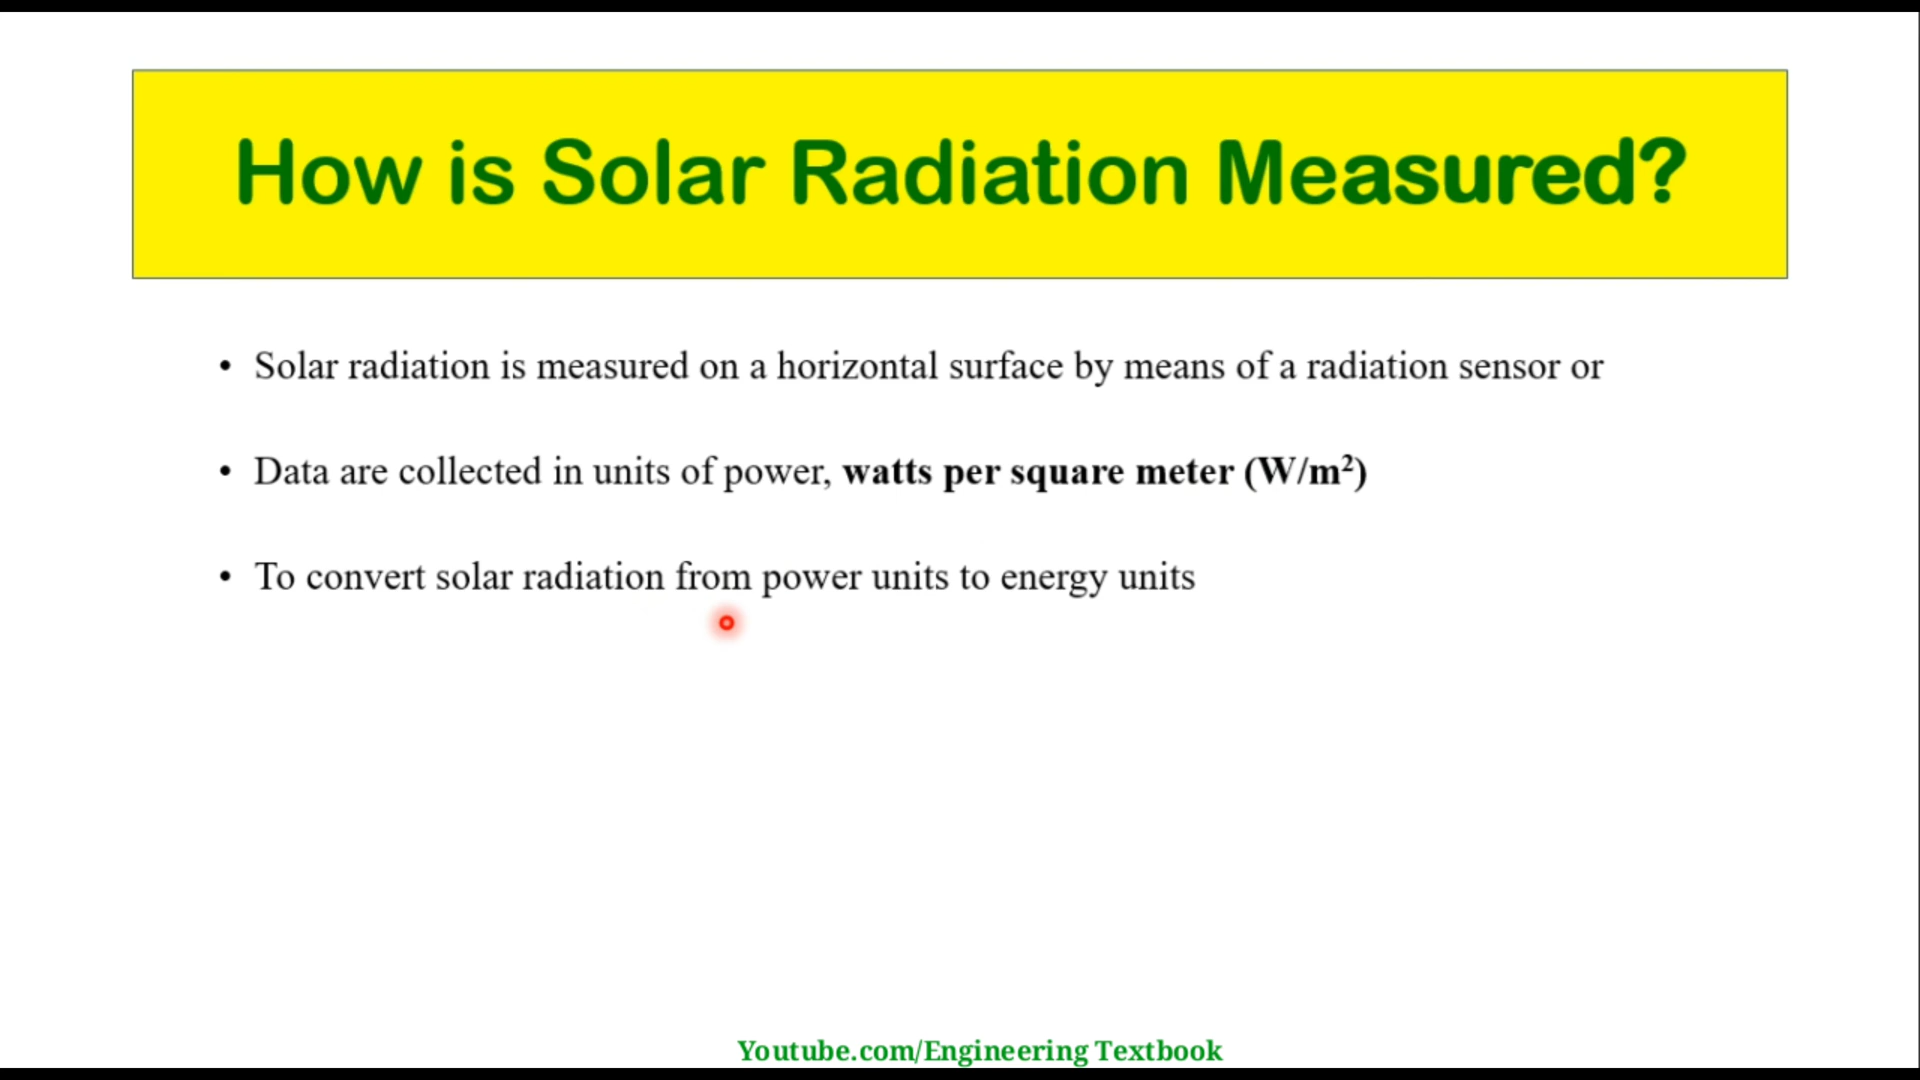 How is Solar Radiation Measured?
• Solar radiation is measured on a horizontal surface by means of a radiation sensor or
• Data are collected in units of power, watts per square meter (W/m²)
• To convert solar radiation from power units to energy units
Youtube.com/Engineering Textbook